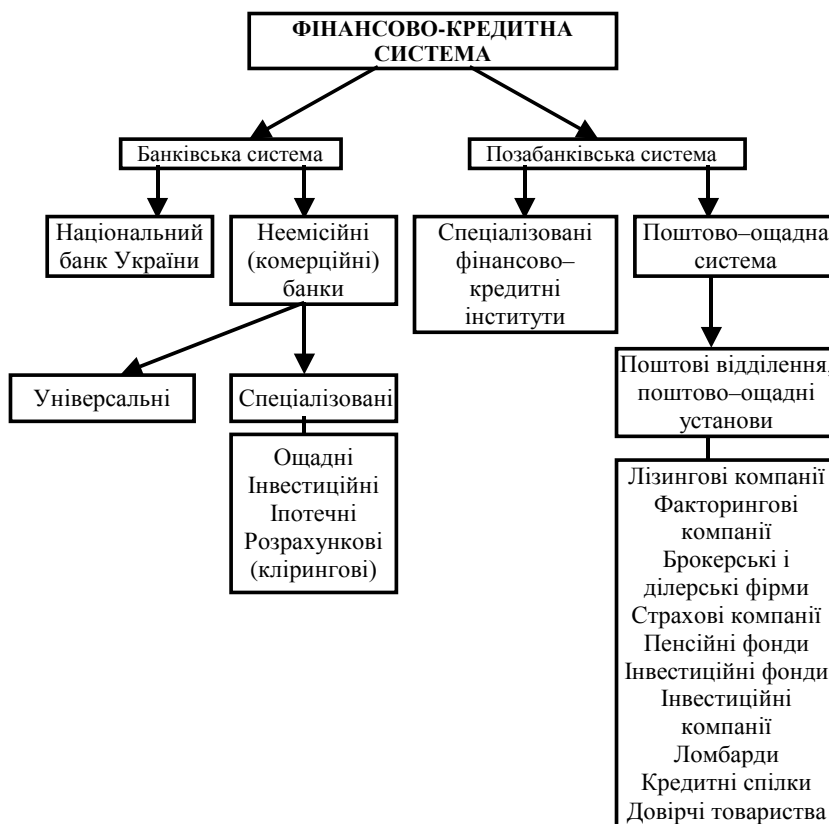 ФІНАНСОВО-КРЕДИТНА
СИСТЕМА
Банківська система
Позабанківська система
Національний
банк України
Неемісійні
(комерційні)
банки
Спеціалізовані
фінансово–
кредитні
інститути
Поштово–ощадна
система
Універсальні
Спеціалізовані
Поштові відділення,
поштово–ощадні
установи
Ощадні
Інвестиційні
Іпотечні
Розрахункові
(клірингові)
Лізингові компанії
Факторингові
компанії
Брокерські і
ділерські фірми
Страхові компанії
Пенсійні фонди
Інвестиційні фонди
Інвестиційні
компанії
Ломбарди
Кредитні спілки
Довірчі товариства